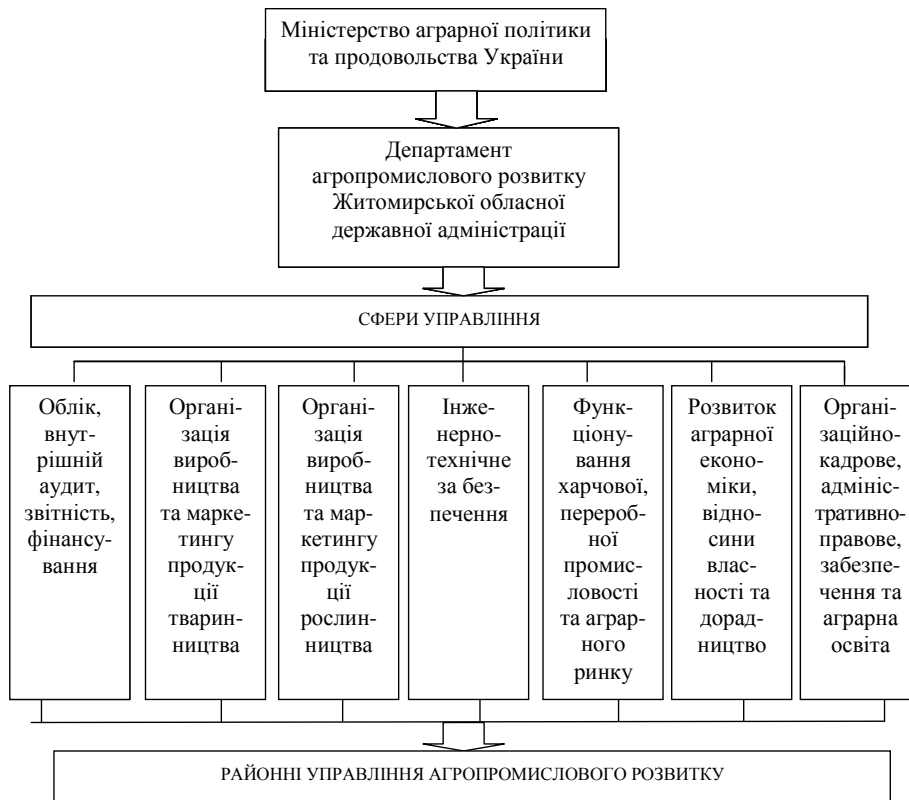 Міністерство аграрної політики
та продовольства України
Департамент
агропромислового розвитку
Житомирської обласної
державної адміністрації
СФЕРИ УПРАВЛІННЯ
Облік,
внут-
рішній
аудит,
звітність,
фінансу-
вання
Органі-
зація
вироб-
ництва
та марке-
тингу
продук-
ції
тварин-
ництва
Органі-
зація
вироб-
ництва
та мар-
кетингу
продук-
ції
рослин-
ництва
Інже-
нерно-
технічне
за без-
печення
Функ-
ціону-
вання
харчової,
перероб-
ної
промис-
ловості
та аграр-
ного
ринку
Розвиток
аграрної
еконо-
міки,
відно-
сини
влас-
ності та
дорад-
ництво
Органі-
заційно-
кадрове,
адмініс-
тративно-
правове,
забезпе-
чення та
аграрна
освіта
РАЙОННІ УПРАВЛІННЯ АГРОПРОМИСЛОВОГО РОЗВИТКУ